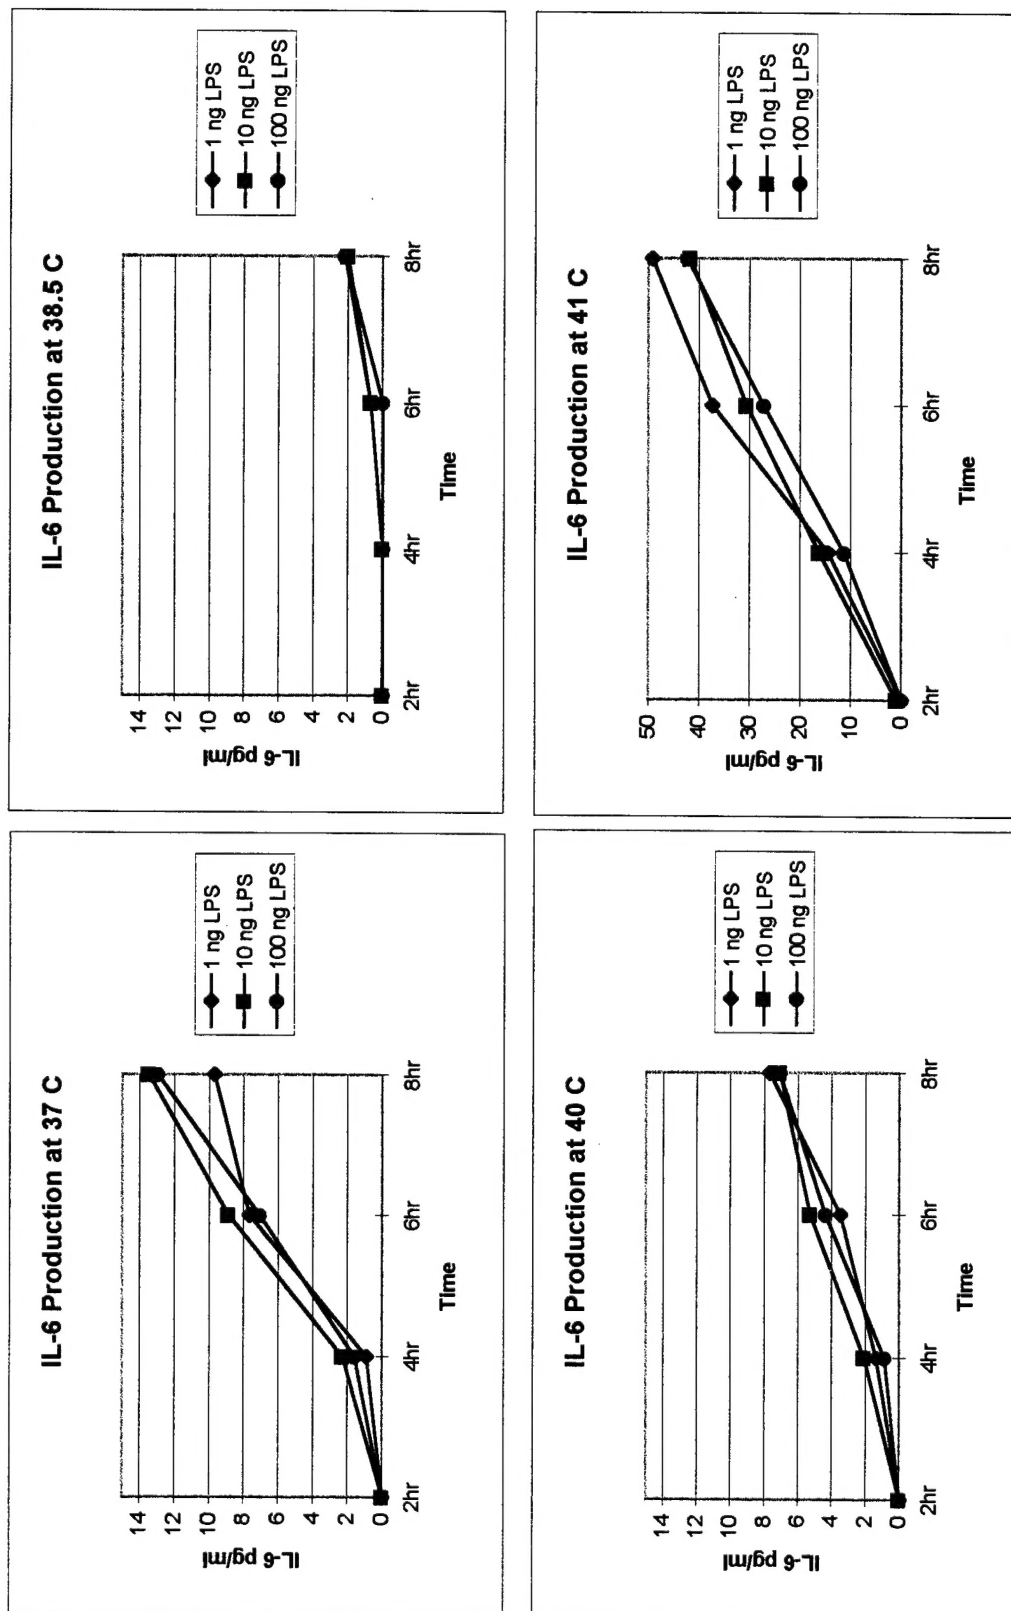 IL-6 Production at 37 C
IL-6 pg/ml
14
12
10
8
6
4
2
0
2hr 4hr 6hr 8hr
Time
1 ng LPS
10 ng LPS
100 ng LPS
IL-6 Production at 38.5 C
IL-6 pg/ml
14
12
10
8
6
4
2
0
2hr 4hr 6hr 8hr
Time
1 ng LPS
10 ng LPS
100 ng LPS
IL-6 Production at 40 C
IL-6 pg/ml
14
12
10
8
6
4
2
0
2hr 4hr 6hr 8hr
Time
1 ng LPS
10 ng LPS
100 ng LPS
IL-6 Production at 41 C
IL-6 pg/ml
50
40
30
20
10
0
2hr 4hr 6hr 8hr
Time
1 ng LPS
10 ng LPS
100 ng LPS